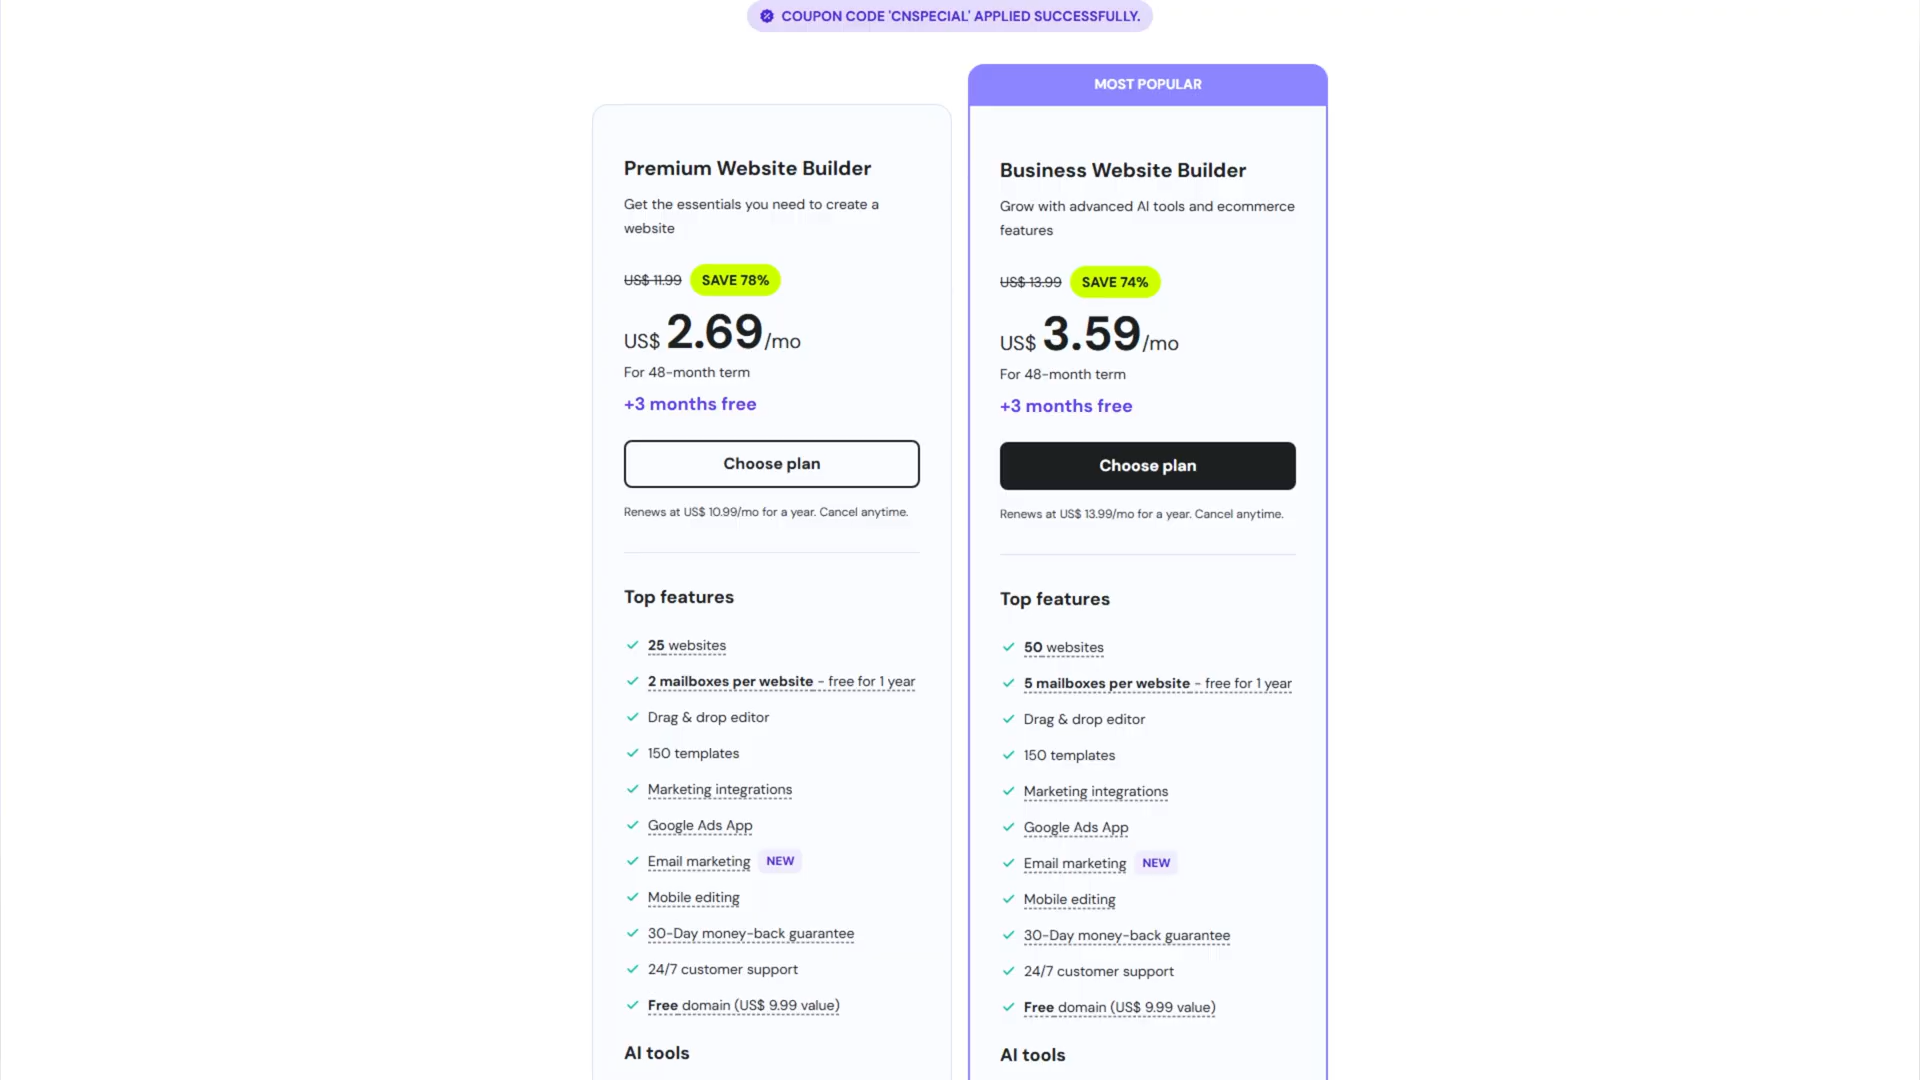 COUPON CODE 'CNSPECIAL' APPLIED SUCCESSFULLY.
Premium Website Builder
Get the essentials you need to create a
website
US$ 11.99 SAVE 78%
US$ 2.69/mo
For 48-month term
+3 months free
Choose plan
Renews at US$ 10.99/mo for a year. Cancel anytime.
Top features
25 websites
2 mailboxes per website - free for 1 year
Drag & drop editor
150 templates
Marketing integrations
Google Ads App
Email marketing NEW
Mobile editing
30-Day money-back guarantee
24/7 customer support
Free domain (US$ 9.99 value)
AI tools
MOST POPULAR
Business Website Builder
Grow with advanced AI tools and ecommerce
features
US$ 13.99 SAVE 74%
US$ 3.59/mo
For 48-month term
+3 months free
Choose plan
Renews at US$ 13.99/mo for a year. Cancel anytime.
Top features
50 websites
5 mailboxes per website - free for 1 year
Drag & drop editor
150 templates
Marketing integrations
Google Ads App
Email marketing NEW
Mobile editing
30-Day money-back guarantee
24/7 customer support
Free domain (US$ 9.99 value)
AI tools